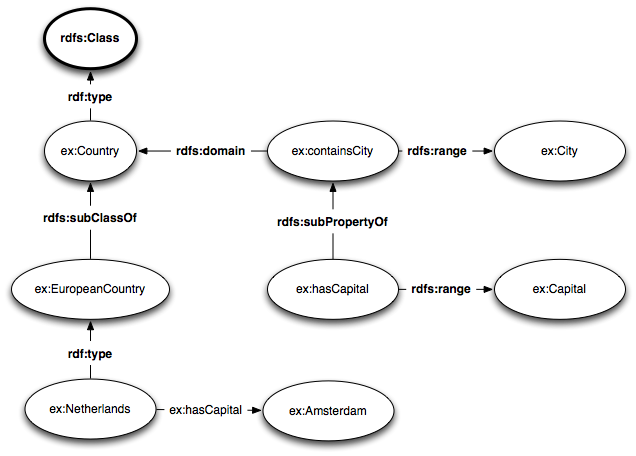 rdfs:Class
rdf:type
ex:Country
rdfs:domain
ex:containsCity
rdfs:range
ex:City
rdfs:subClassOf
rdfs:subPropertyOf
ex:EuropeanCountry
ex:hasCapital
rdfs:range
ex:Capital
rdf:type
ex:Netherlands
ex:hasCapital
ex:Amsterdam